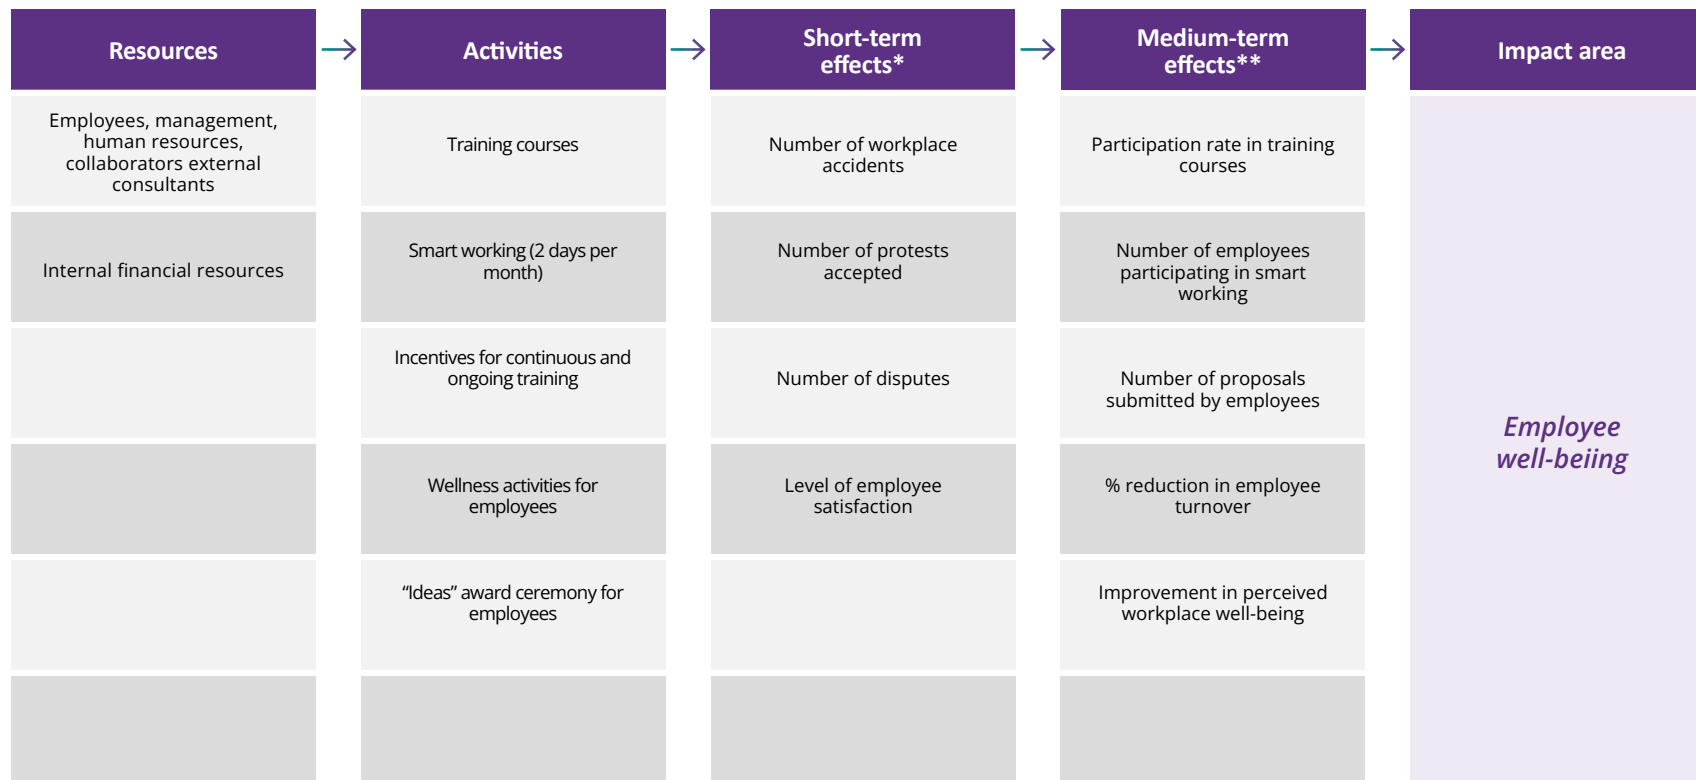 Resources
Activities
Short-term
effects*
Medium-term
effects**
Impact area
Employees, management,
human resources,
collaborators external
consultants
Training courses
Number of workplace
accidents
Participation rate in training
courses
Internal financial resources
Smart working (2 days per
month)
Number of protests
accepted
Number of employees
participating in smart
working
Incentives for continuous and
ongoing training
Number of disputes
Number of proposals
submitted by employees
Employee
well-beiing
Wellness activities for
employees
Level of employee
satisfaction
% reduction in employee
turnover
“Ideas” award ceremony for
employees
Improvement in perceived
workplace well-being